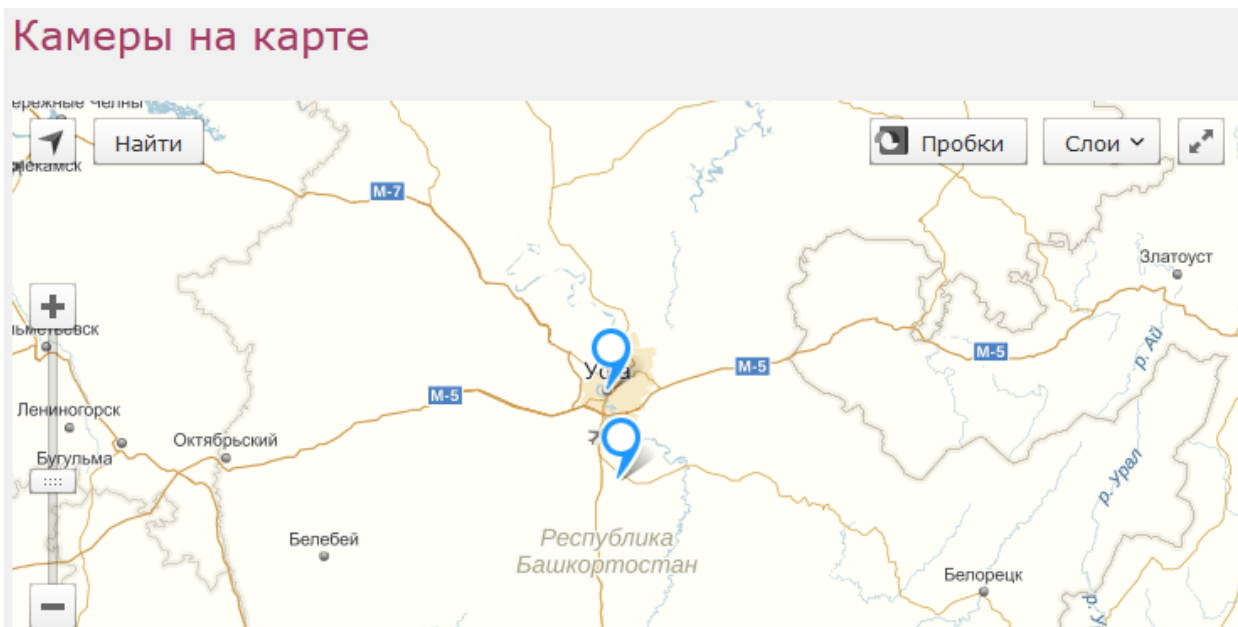 Камеры на карте
Найти
Пробки
Слои
М-7
Златоуст
М-5
р. Ай
М-5
М-5
Лениногорск
Октябрьский
Бугульма
р. Урал
Белебей
Республика
Башкортостан
Белорецк